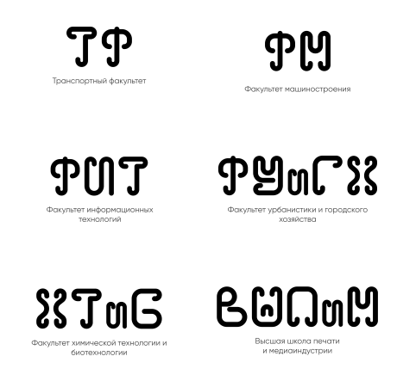 ТФ
Транспортный факультет
ФМ
Факультет машиностроения
ФИТ
Факультет информационных
технологий
ФУиГХ
Факультет урбанистики и городского
хозяйства
ХТиБ
Факультет химической технологии и
биотехнологии
ВШПиМ
Высшая школа печати
и медиаиндустрии